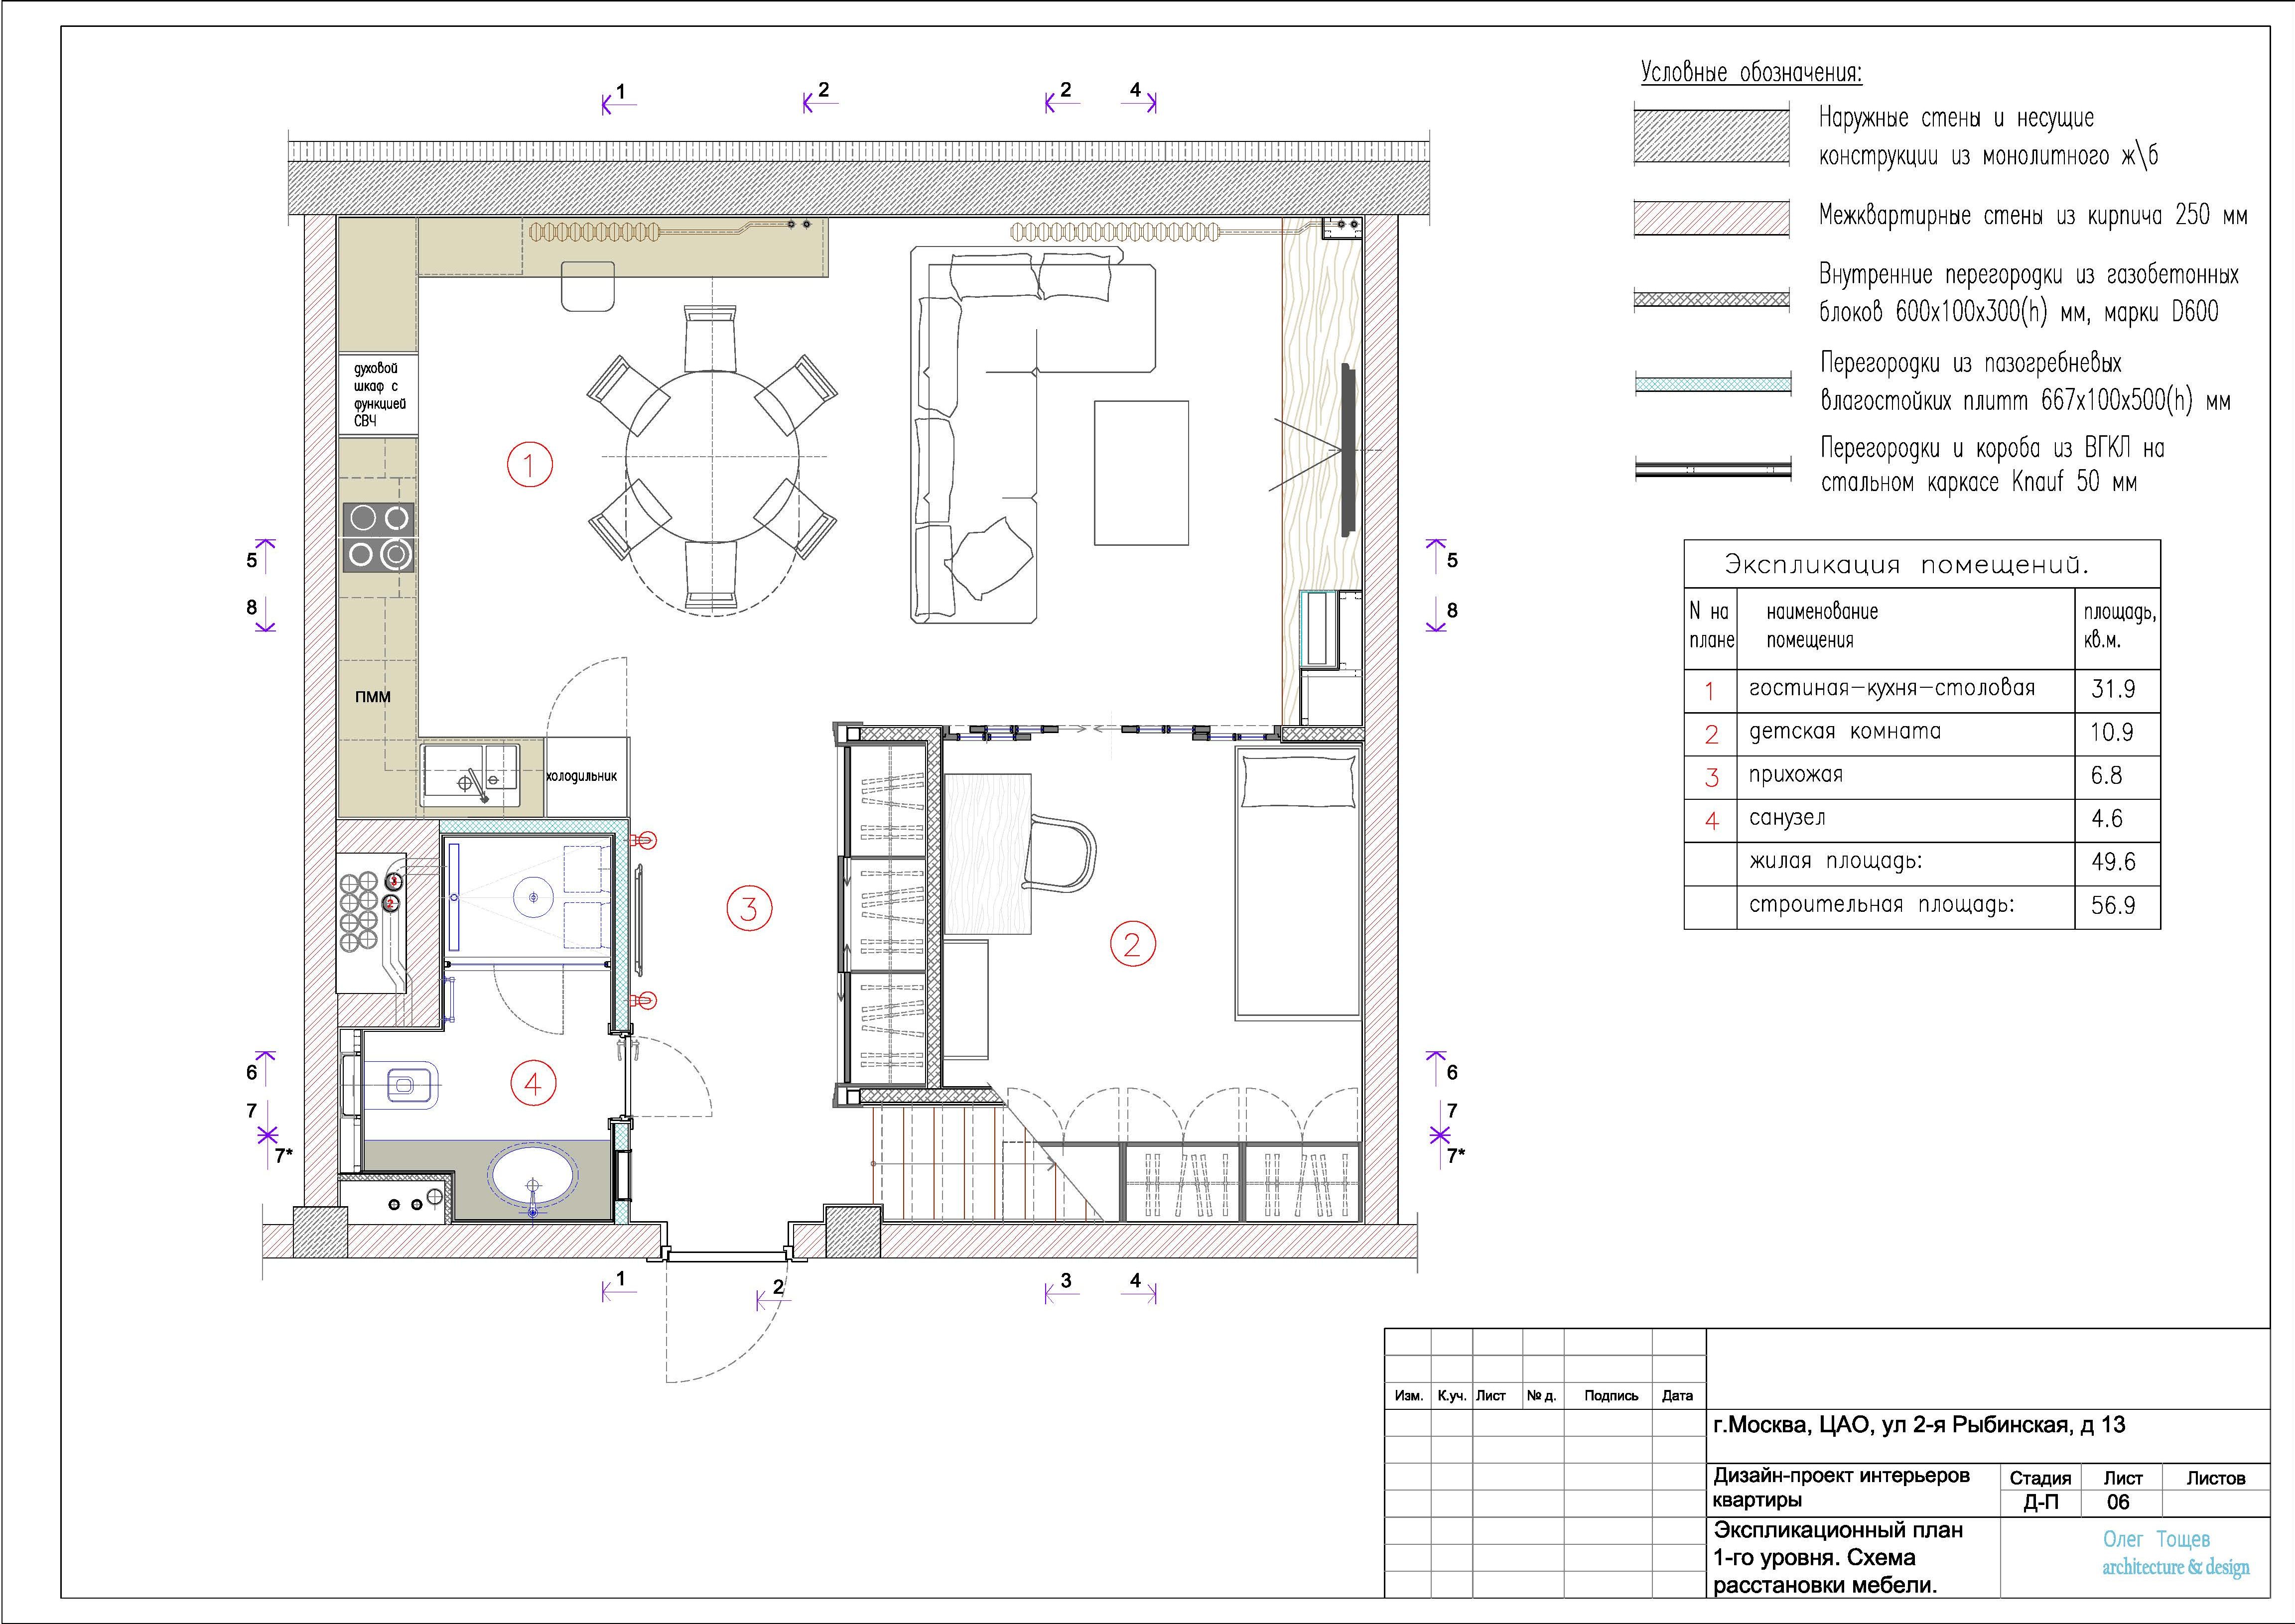 1
2
2
4
Условные обозначения:
Наружные стены и несущие
конструкции из монолитного ж\б
Межквартирные стены из кирпича 250 мм
Внутренние перегородки из газобетонных
блоков 600х100х300(h) мм, марки D600
Перегородки из пазогребневых
влагостойких плитт 667х100х500(h) мм
Перегородки и короба из ВГКЛ на
стальном каркасе Knauf 50 мм
духовой
шкаф с
функцией
СВЧ
1
5
8
5
8
ПММ
холодильник
3
2
3
2
4
6
7
7*
6
7
7*
1
2
3
4
Экспликация помещений.
N на
плане
наименование
помещения
площадь,
кв.м.
1 гостиная-кухня-столовая 31.9
2 детская комната 10.9
3 прихожая 6.8
4 санузел 4.6
жилая площадь: 49.6
строительная площадь: 56.9
Изм. К.уч. Лист № д. Подпись Дата
г.Москва, ЦАО, ул 2-я Рыбинская, д 13
Дизайн-проект интерьеров
квартиры
Стадия Лист Листов
Д-П 06
Экспликационный план
1-го уровня. Схема
расстановки мебели.
Олег Тощев
architecture & design